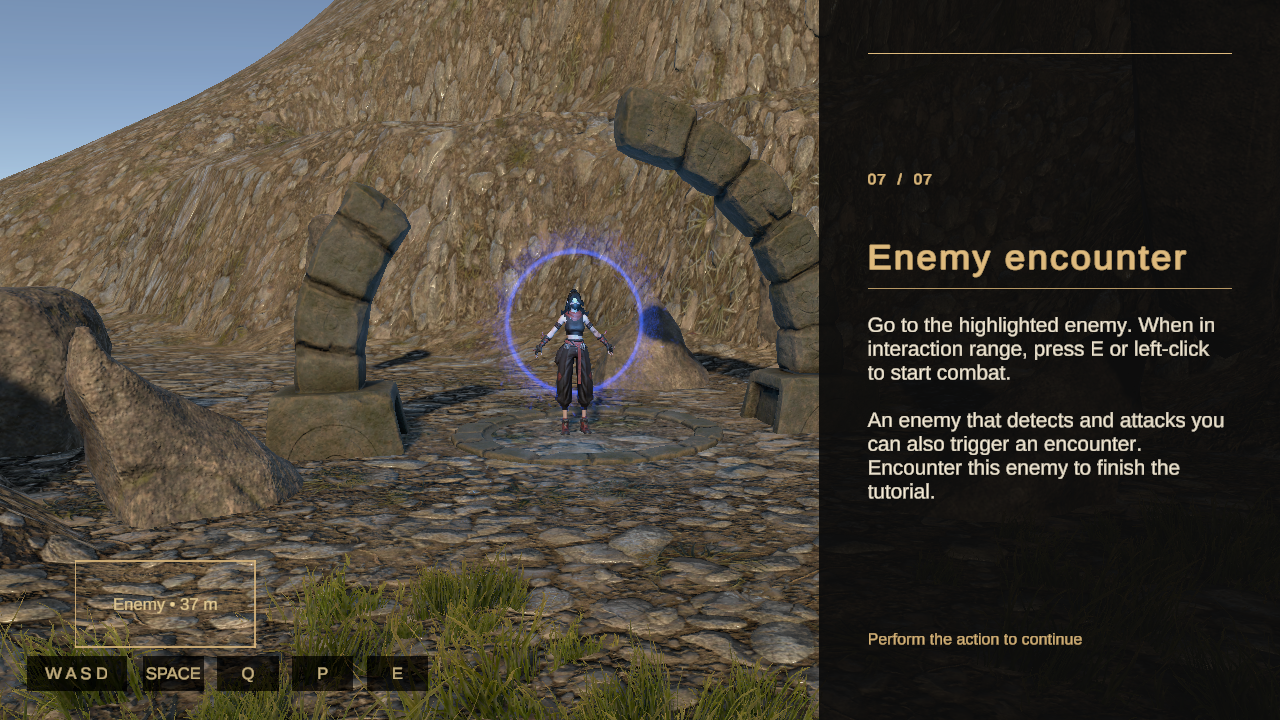 07 / 07
Enemy encounter
Go to the highlighted enemy. When in
interaction range, press E or left-click
to start combat.
An enemy that detects and attacks you
can also trigger an encounter.
Encounter this enemy to finish the
tutorial.
Enemy • 37 m
Perform the action to continue
WASD SPACE Q P E